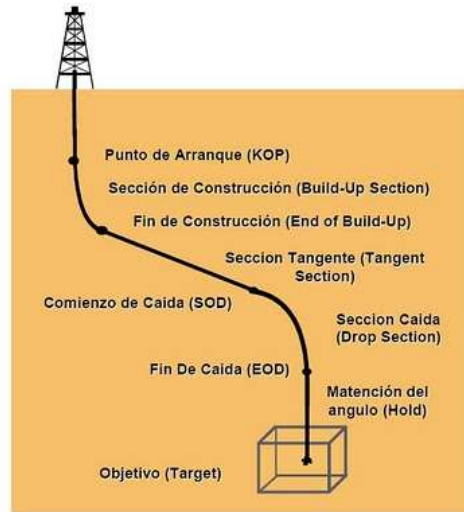 Punto de Arranque (KOP)
Sección de Construcción (Build-Up Section)
Fin de Construcción (End of Build-Up)
Seccion Tangente (Tangent
Section)
Comienzo de Caida (SOD)
Seccion Caida
(Drop Section)
Fin De Caida (EOD)
Matención del
angulo (Hold)
Objetivo (Target)